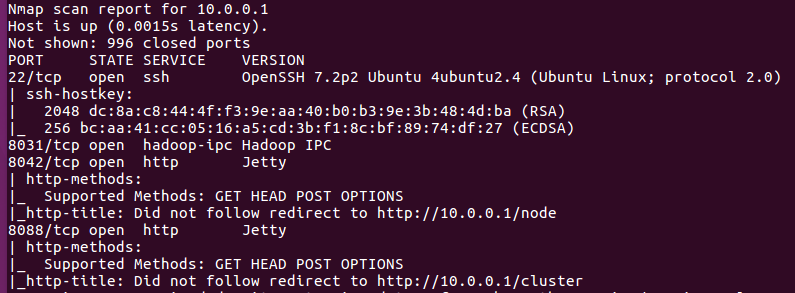 Nmap scan report for 10.0.0.1
Host is up (0.0015s latency).
Not shown: 996 closed ports
PORT     STATE SERVICE    VERSION
22/tcp   open  ssh        OpenSSH 7.2p2 Ubuntu 4ubuntu2.4 (Ubuntu Linux; protocol 2.0)
| ssh-hostkey:
|   2048 dc:8a:c8:44:4f:f3:9e:aa:40:b0:b3:9e:3b:48:4d:ba (RSA)
|_  256 bc:aa:41:cc:05:16:a5:cd:3b:f1:8c:bf:89:74:df:27 (ECDSA)
8031/tcp open  hadoop-ipc Hadoop IPC
8042/tcp open  http       Jetty
| http-methods:
|_  Supported Methods: GET HEAD POST OPTIONS
|_http-title: Did not follow redirect to http://10.0.0.1/node
8088/tcp open  http       Jetty
| http-methods:
|_  Supported Methods: GET HEAD POST OPTIONS
|_http-title: Did not follow redirect to http://10.0.0.1/cluster